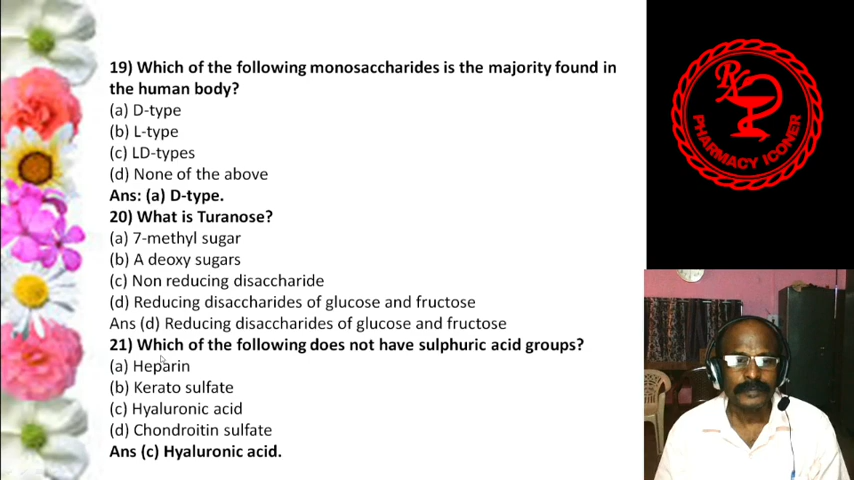 19) Which of the following monosaccharides is the majority found in
the human body?
(a) D-type
(b) L-type
(c) LD-types
(d) None of the above
Ans: (a) D-type.
20) What is Turanose?
(a) 7-methyl sugar
(b) A deoxy sugars
(c) Non reducing disaccharide
(d) Reducing disaccharides of glucose and fructose
Ans (d) Reducing disaccharides of glucose and fructose
21) Which of the following does not have sulphuric acid groups?
(a) Heparin
(b) Kerato sulfate
(c) Hyaluronic acid
(d) Chondroitin sulfate
Ans (c) Hyaluronic acid.
Rx
PHARMACY ICONER